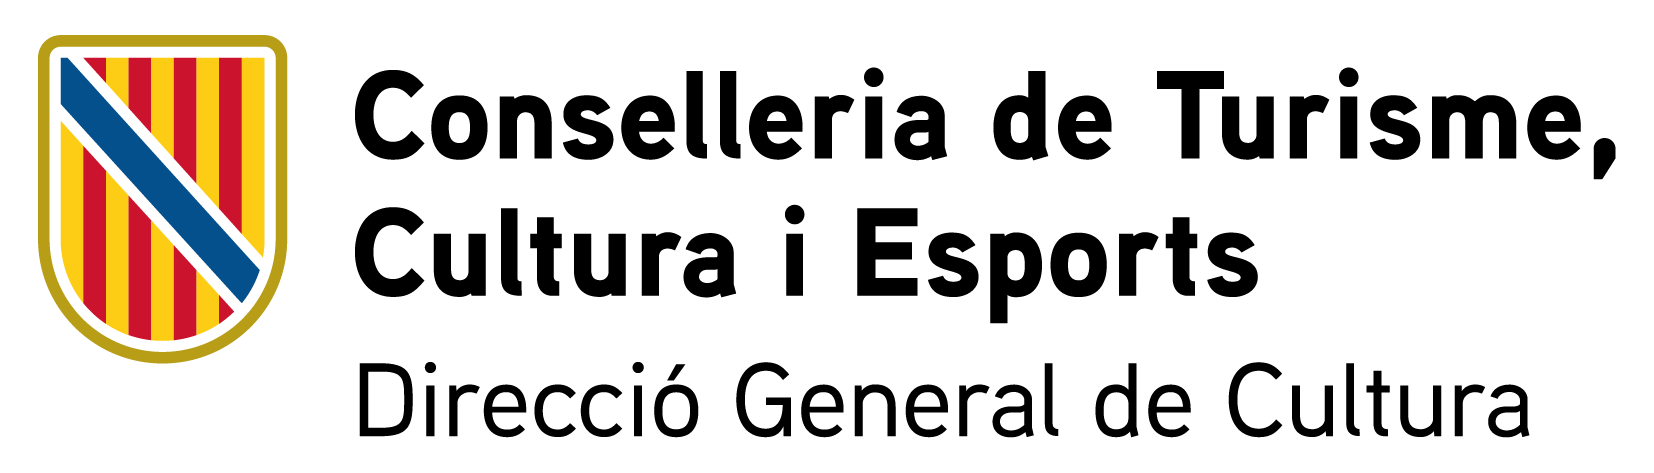 Conselleria de Turisme,
Cultura i Esports
Direcció General de Cultura